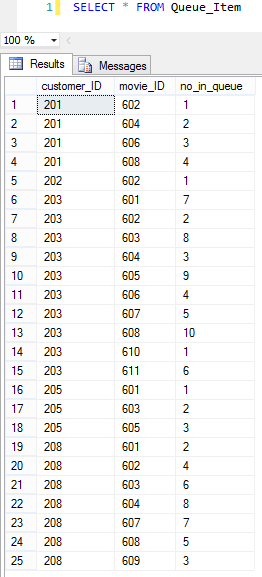 1 SELECT * FROM Queue_Item
100 %
Results Messages
customer_ID movie_ID no_in_queue
1 201 602 1
2 201 604 2
3 201 606 3
4 201 608 4
5 202 602 1
6 203 601 7
7 203 602 2
8 203 603 8
9 203 604 3
10 203 605 9
11 203 606 4
12 203 607 5
13 203 608 10
14 203 610 1
15 203 611 6
16 205 601 1
17 205 603 2
18 205 605 3
19 208 601 2
20 208 602 4
21 208 603 6
22 208 604 8
23 208 607 7
24 208 608 5
25 208 609 3